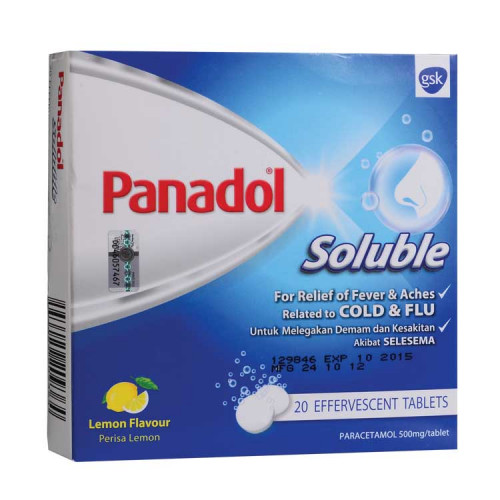 gsk
Panadol
Soluble
Panadol
Soluble
For Relief of Fever & Aches
Related to COLD & FLU
Untuk Melegakan Demam dan Kesakitan
Akibat SELESEMA
129846 EXP 10 2015
MFG 24 10 12
Lemon Flavour
Perisa Lemon
20 EFFERVESCENT TABLETS
PARACETAMOL 500mg/tablet